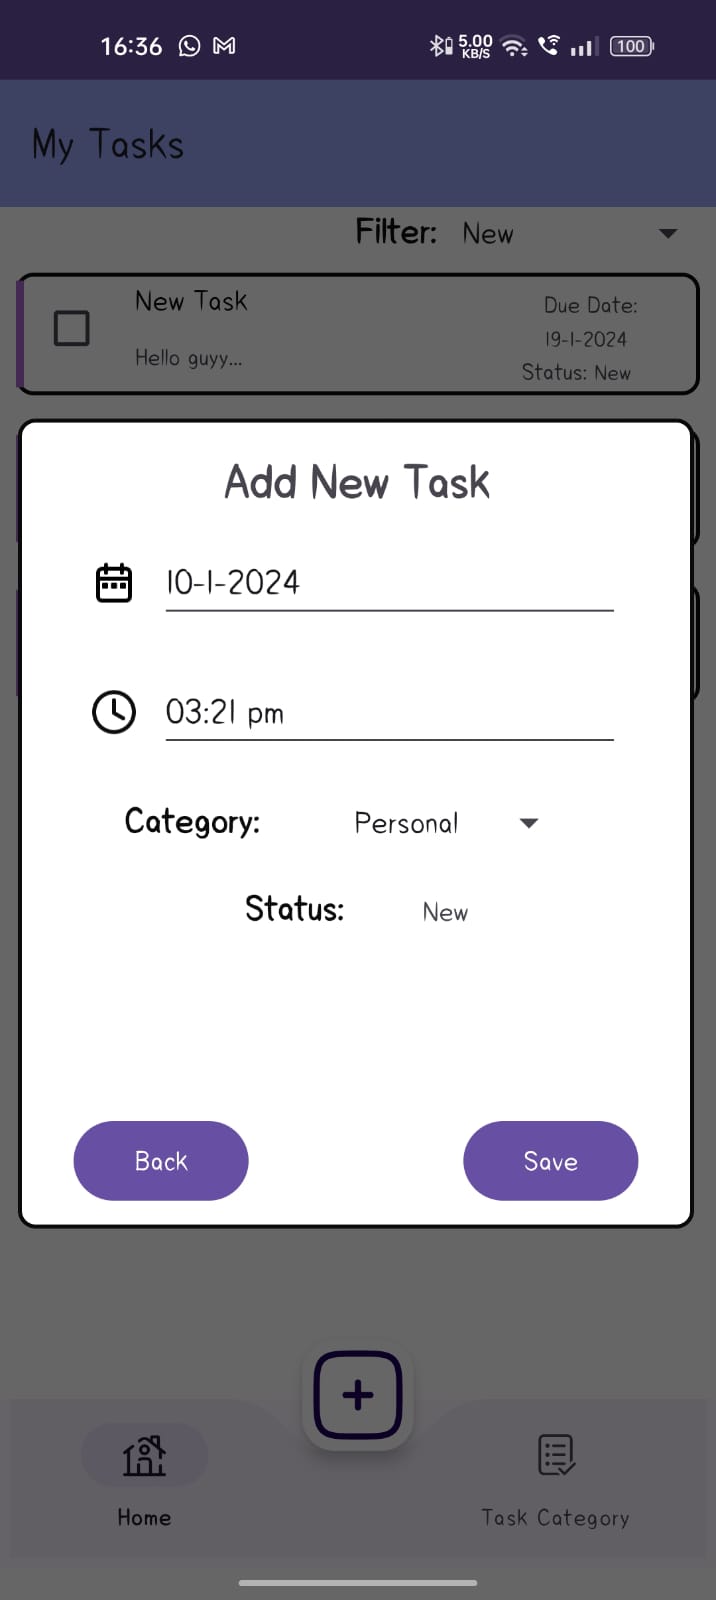 16:36 5.00 KB/S 100
My Tasks
Filter: New
New Task
Due Date:
19-1-2024
Hello guyy...
Status: New
Add New Task
10-1-2024
03:21 pm
Category: Personal
Status: New
Back Save
Home Task Category